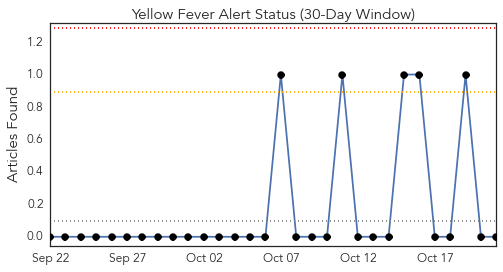 Yellow Fever Alert Status (30-Day Window)
Articles Found
1.2
1.0
0.8
0.6
0.4
0.2
0.0
Sep 22 Sep 27 Oct 02 Oct 07 Oct 12 Oct 17